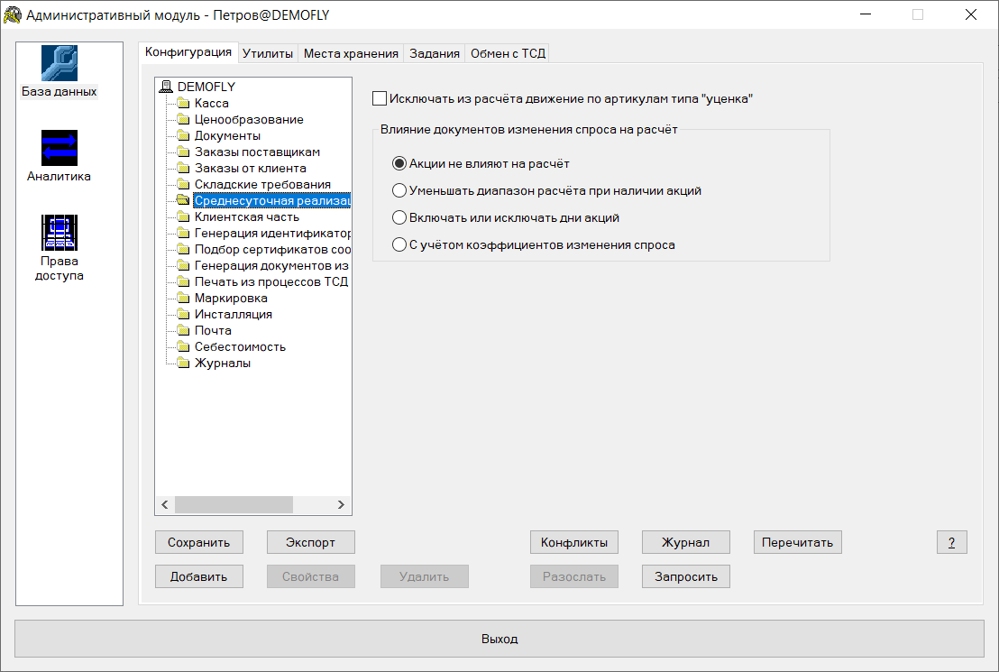 Административный модуль - Петров@DEMOFLY
База данных
Аналитика
Права
доступа
Конфигурация Утилиты Места хранения Задания Обмен с ТСД
DEMOFLY
Касса
Ценообразование
Документы
Заказы поставщикам
Заказы от клиента
Складские требования
Среднесуточная реализац
Клиентская часть
Генерация идентификатор
Подбор сертификатов соо
Генерация документов из
Печать из процессов ТСД
Маркировка
Инсталляция
Почта
Себестоимость
Журналы
Исключать из расчёта движение по артикулам типа "уценка"
Влияние документов изменения спроса на расчёт
Акции не влияют на расчёт
Уменьшать диапазон расчёта при наличии акций
Включать или исключать дни акций
С учётом коэффициентов изменения спроса
Сохранить Экспорт Конфликты Журнал Перечитать ?
Добавить Свойства Удалить Разослать Запросить
Выход